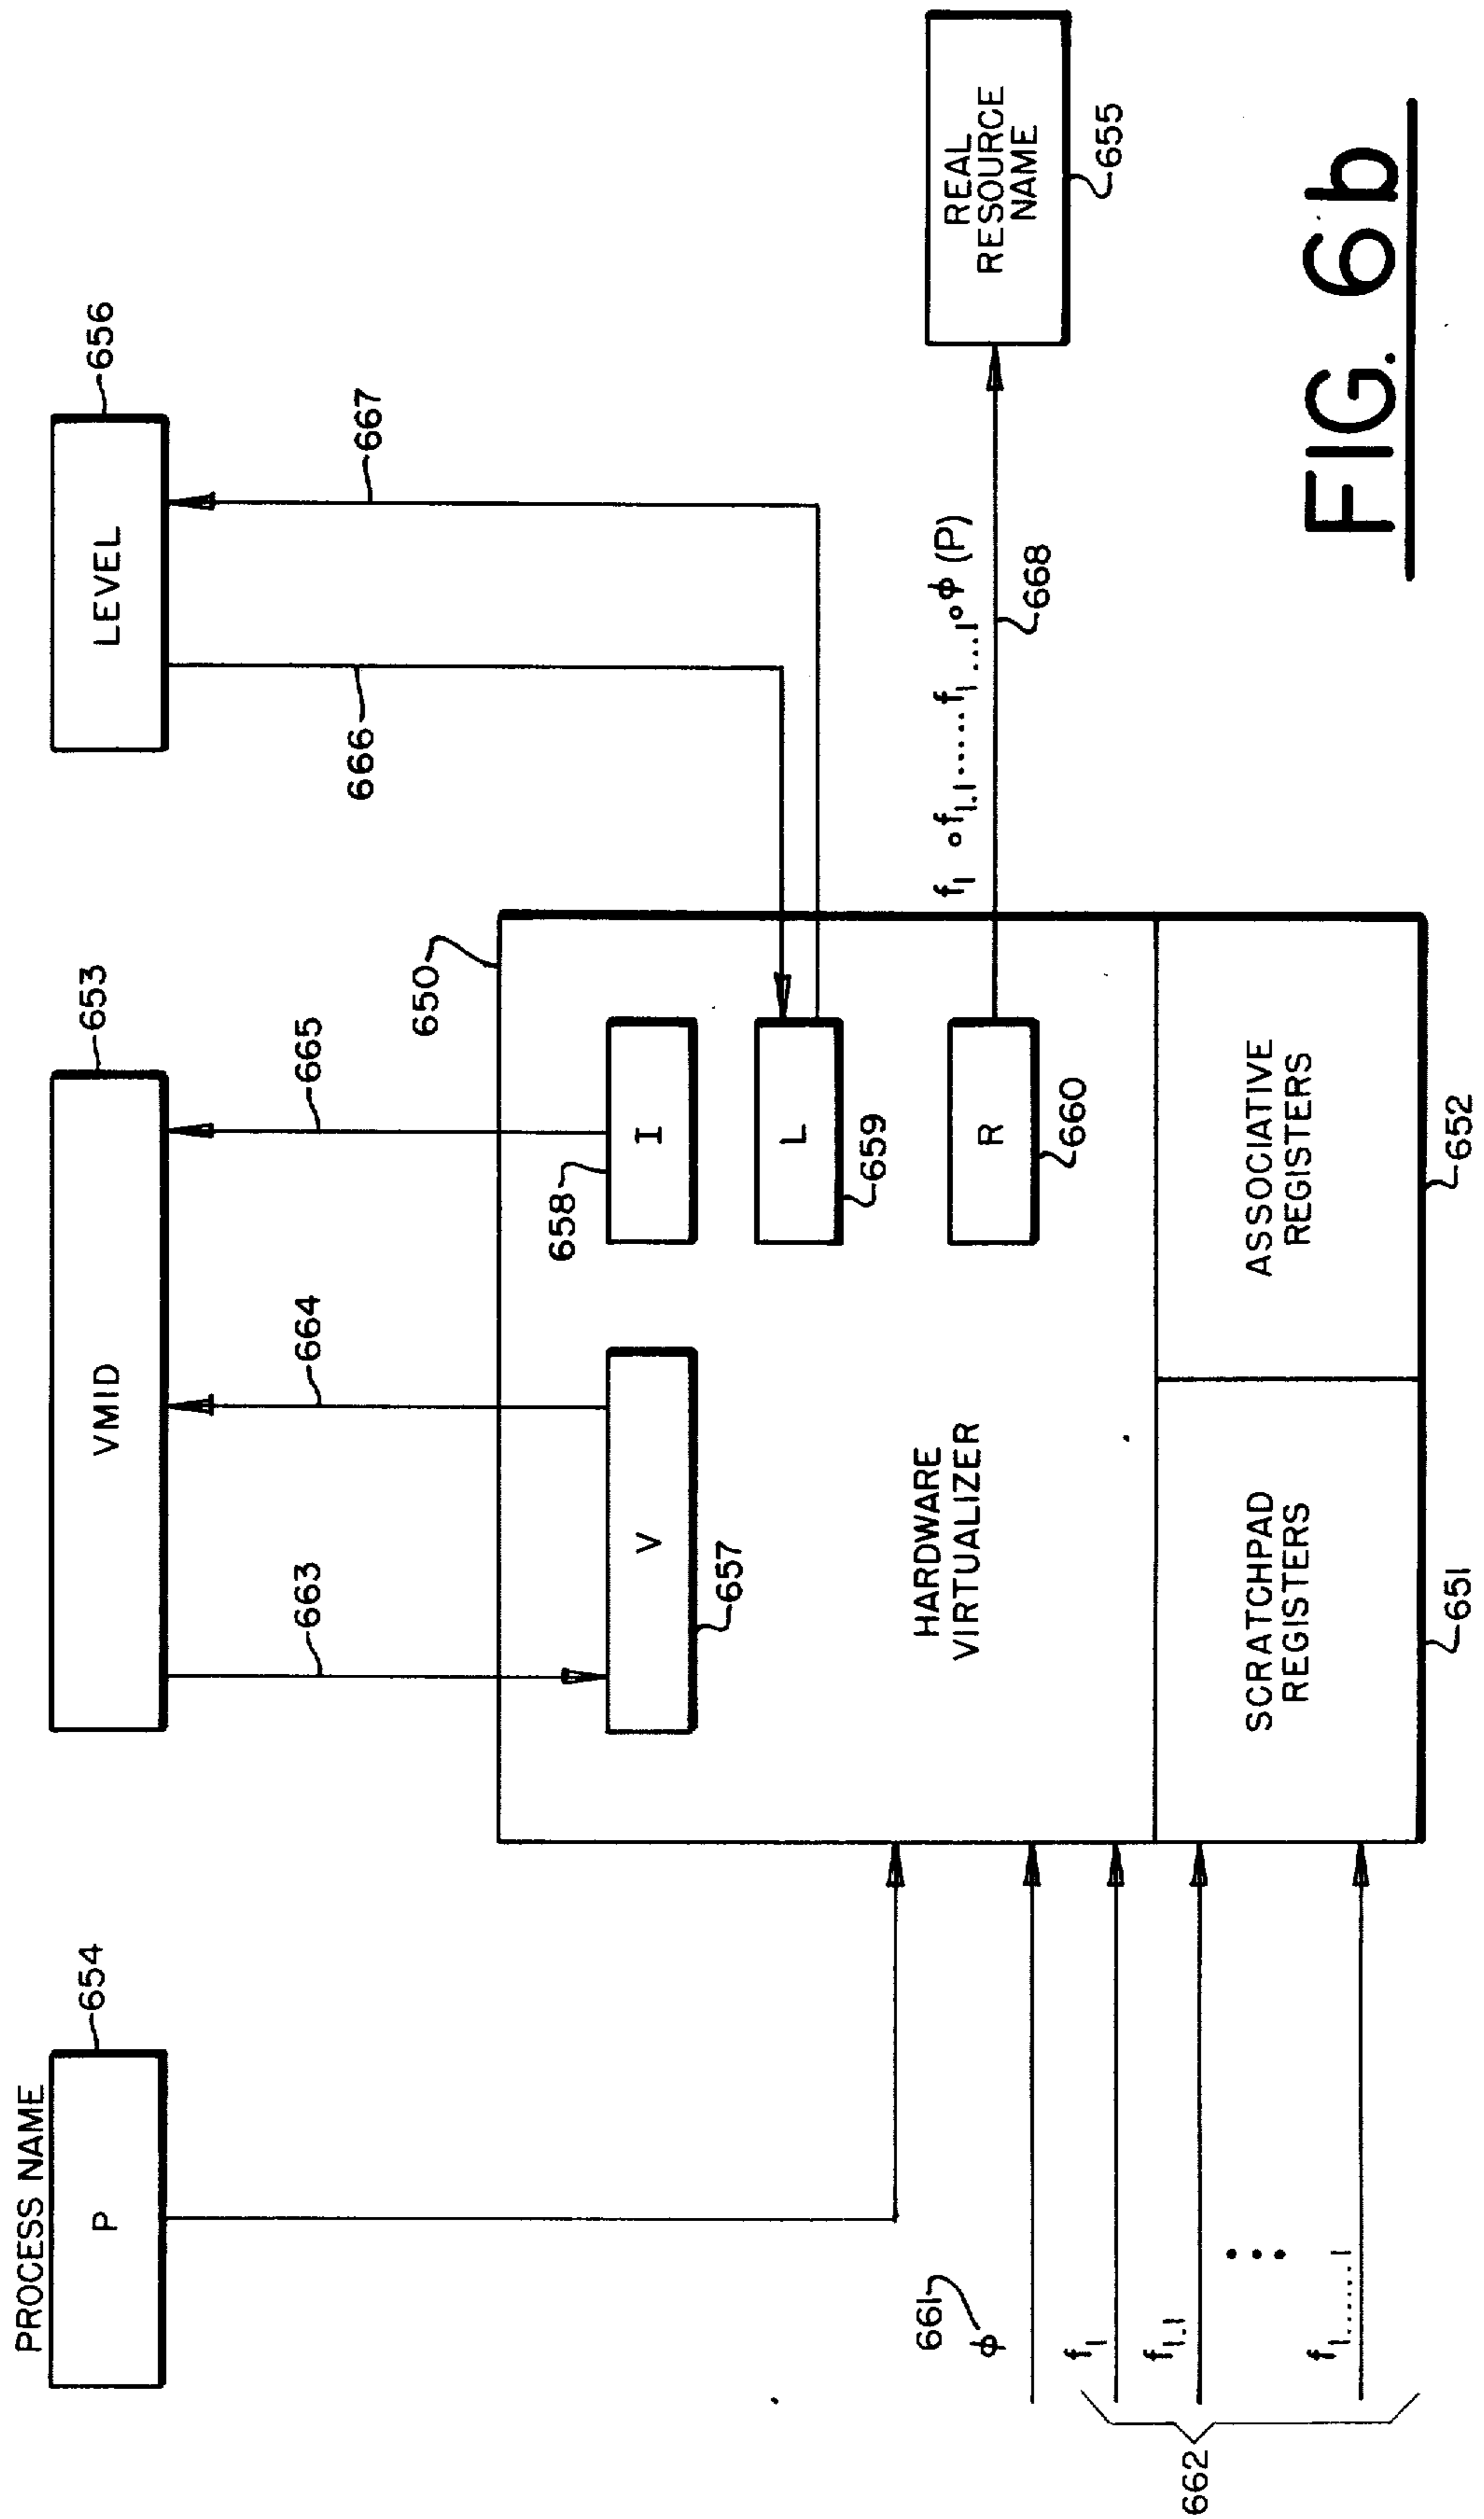 PROCESS NAME
P
654
VMID
653
LEVEL
656
663
664
665
666
667
650
V
657
I
658
L
659
R
660
HARDWARE
VIRTUALIZER
SCRATCHPAD
REGISTERS
651
ASSOCIATIVE
REGISTERS
652
661
ϕ
f1
f1.1
f1.....1
662
f1 ∘ f1.1.....f1....1∘ ϕ (P)
668
REAL
RESOURCE
NAME
655
FIG. 6b